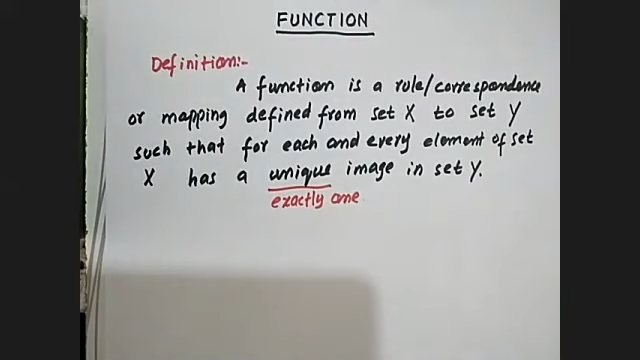 FUNCTION
Definition:-
A function is a rule/correspondence
or mapping defined from set X to set Y
such that for each and every element of set
X has a unique image in set Y.
exactly one